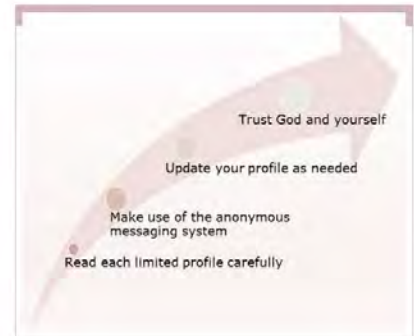 Trust God and yourself
Update your profile as needed
Make use of the anonymous
messaging system
Read each limited profile carefully